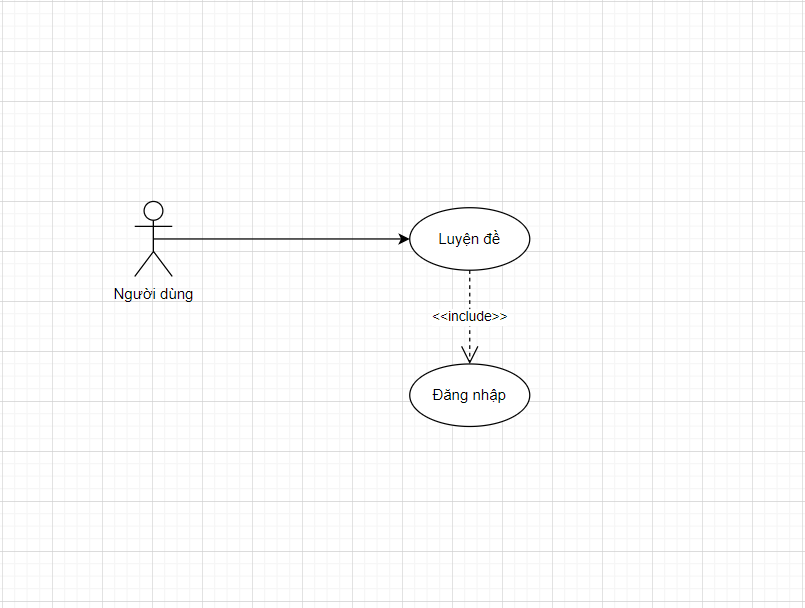 Luyện đề
Người dùng
<<include>>
Đăng nhập